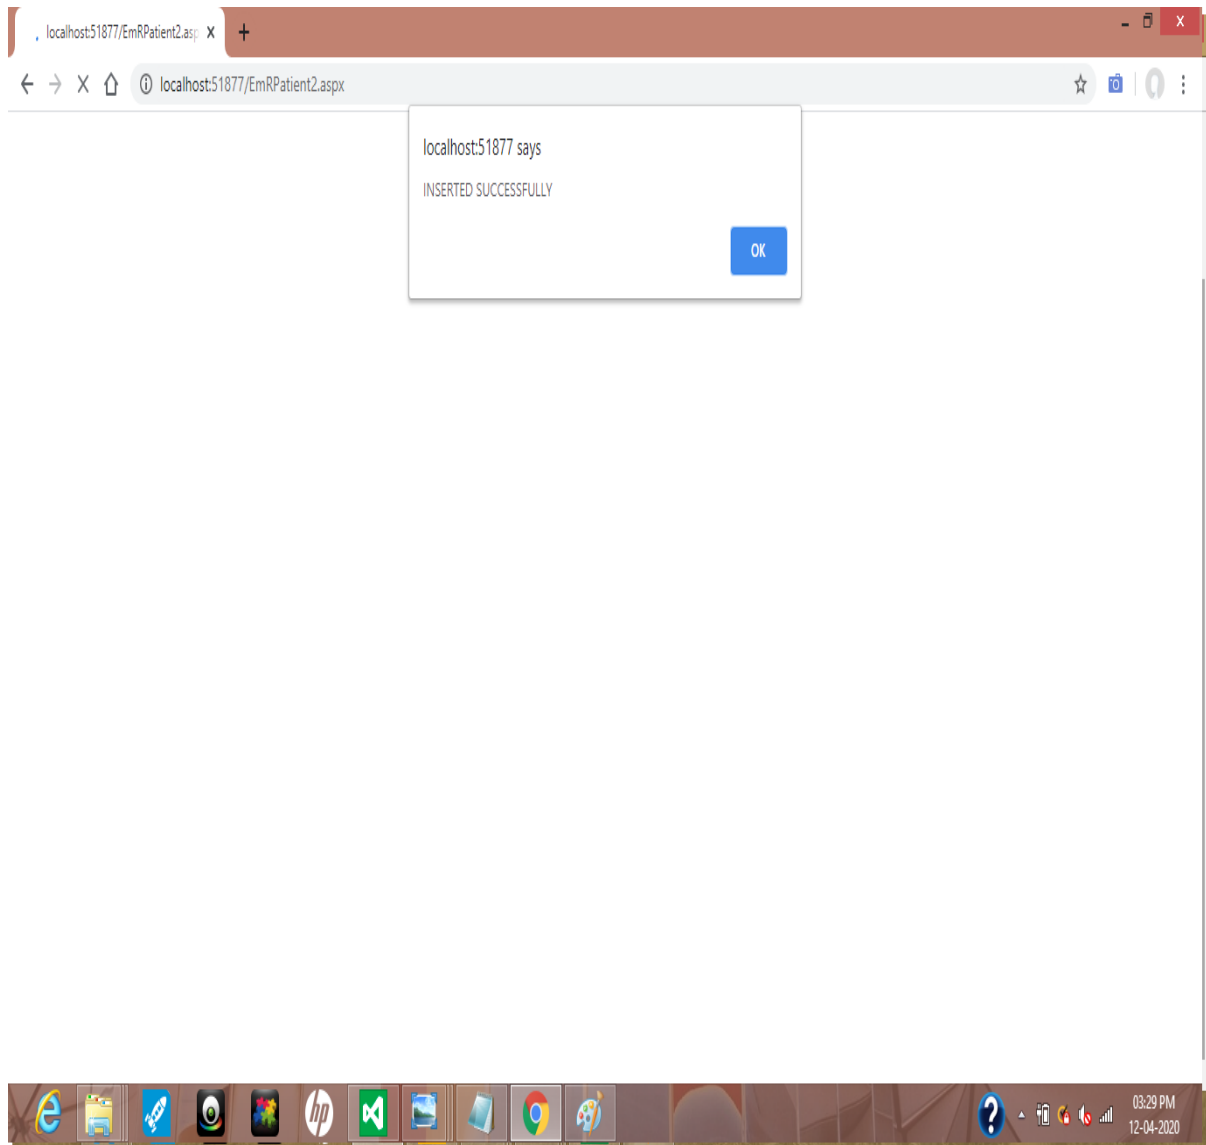 localhost:51877/EmRPatient2.asp
localhost:51877/EmRPatient2.aspx
localhost:51877 says
INSERTED SUCCESSFULLY
OK
hp
03:29 PM
12-04-2020